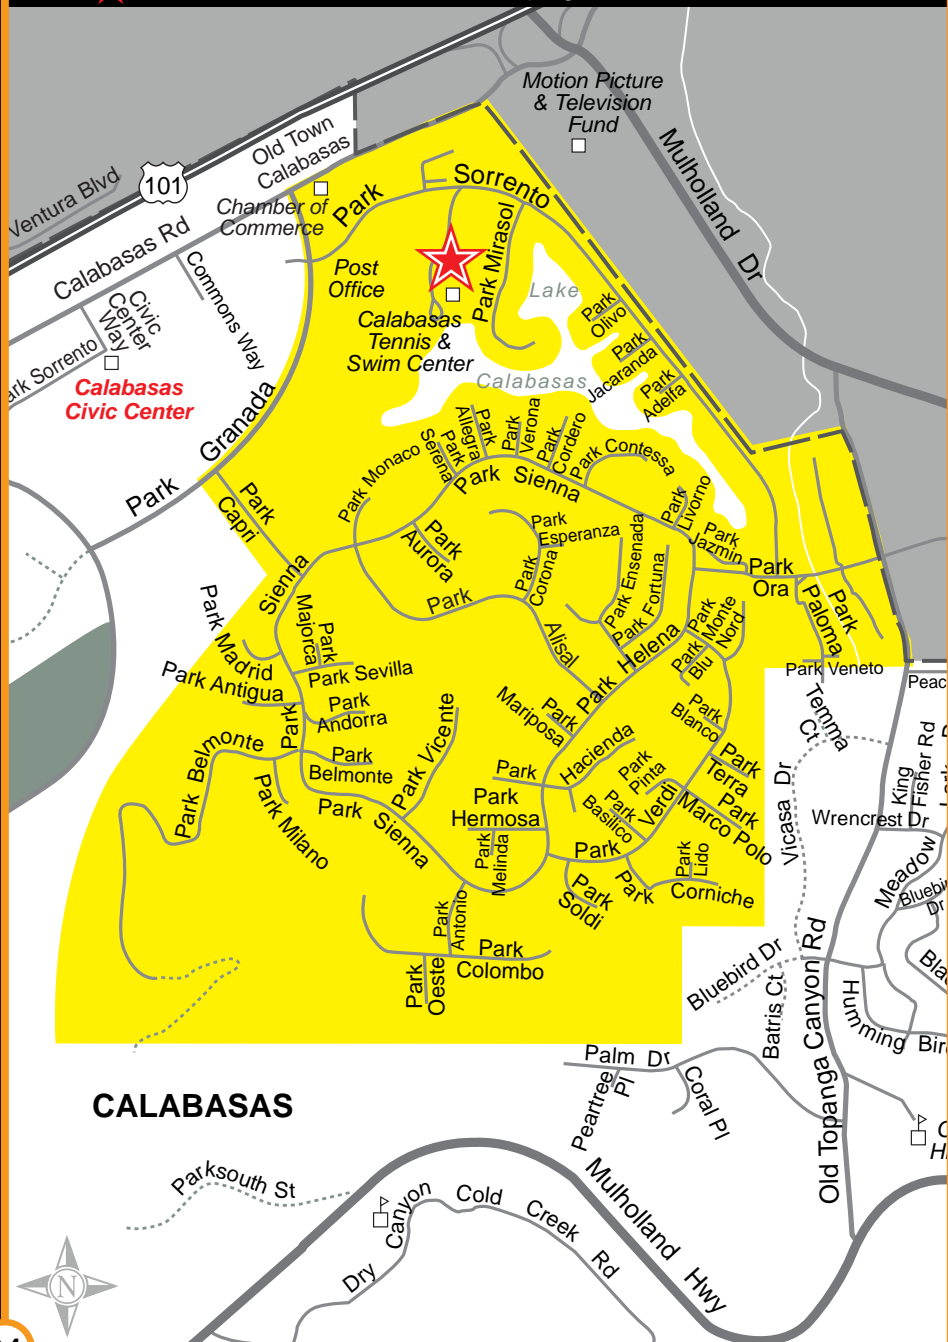 Motion Picture
& Television
Fund
Mulholland Dr
Old Town
Calabasas
Ventura Blvd
101
Chamber of
Commerce
Calabasas Rd
Park Sorrento
Park Mirasol
Post
Office
Lake
Calabasas
Calabasas
Tennis &
Swim Center
Commons Way
Civic
Center
Way
ark Sorrento
Calabasas
Civic Center
Park
Olivo
Park
Jacaranda
Park
Adelfa
Park Granada
Park
Capri
Park Monaco
Park
Serena
Park
Allegra
Park
Verona
Park
Cordero
Park Contessa
Park Sienna
Park
Livorno
Park
Jazmin
Park
Ora
Park
Aurora
Park
Esperanza
Park
Corona
Park Ensenada
Park Fortuna
Park Alisal
Park
Paloma
Park Helena
Park
Monte
Nord
Park
Blu
Park Veneto
Peac
Sienna
Park
Majorca
Park Madrid
Park Sevilla
Park Antigua
Park
Andorra
Park Sienna
Park
Park Belmonte
Park
Belmonte
Park Milano
Park Vicente
Park
Mariposa
Park Hacienda
Park
Blanco
Park
Terra
Park
Pinta
Park
Basilico
Park Verdi
Park
Marco Polo
Park
Hermosa
Park
Melinda
Park
Lido
Park
Corniche
Park
Soldi
Park
Antonio
Park
Colombo
Park
Oeste
Temma
Ct
Vicasa Dr
King
Fisher Rd
Wrencrest Dr
Meadow
Bluebir
Dr
Bla
Bluebird Dr
Batris Ct
Old Topanga Canyon Rd
Humming Bir
Palm Dr
Peartree
Pl
Coral Pl
CALABASAS
Parksouth St
Mulholland Hwy
Dry Canyon Cold Creek Rd
N